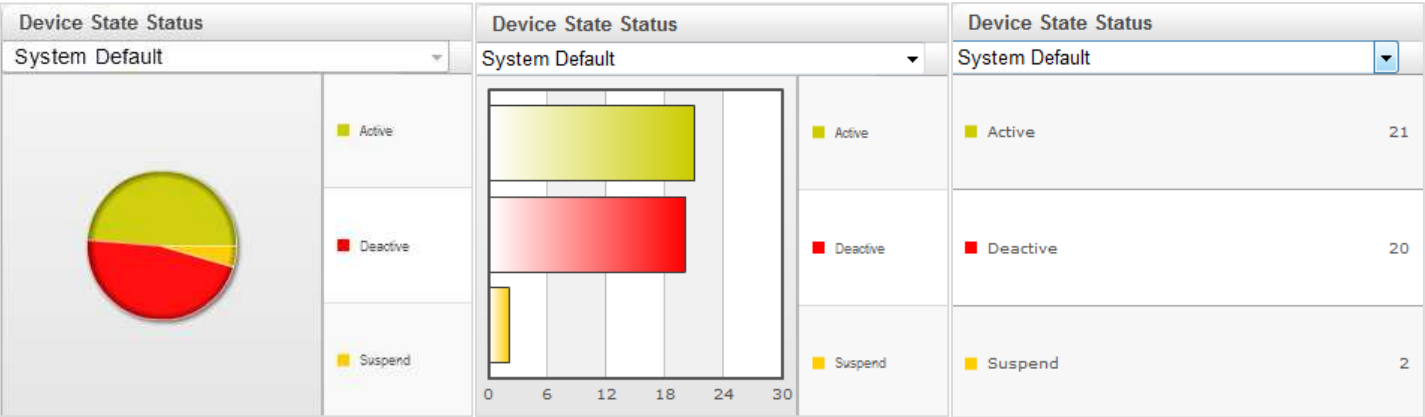 Device State Status
System Default
Active
Deactive
Suspend
Device State Status
System Default
Active
Deactive
Suspend
0 6 12 18 24 30
Device State Status
System Default
Active 21
Deactive 20
Suspend 2